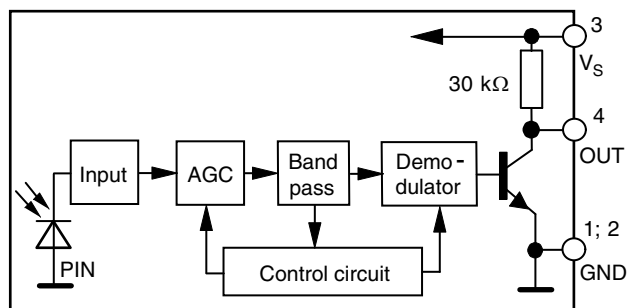 3
V_S
30 kΩ
4
OUT
Input
AGC
Band
pass
Demo-
dulator
1; 2
GND
PIN
Control circuit